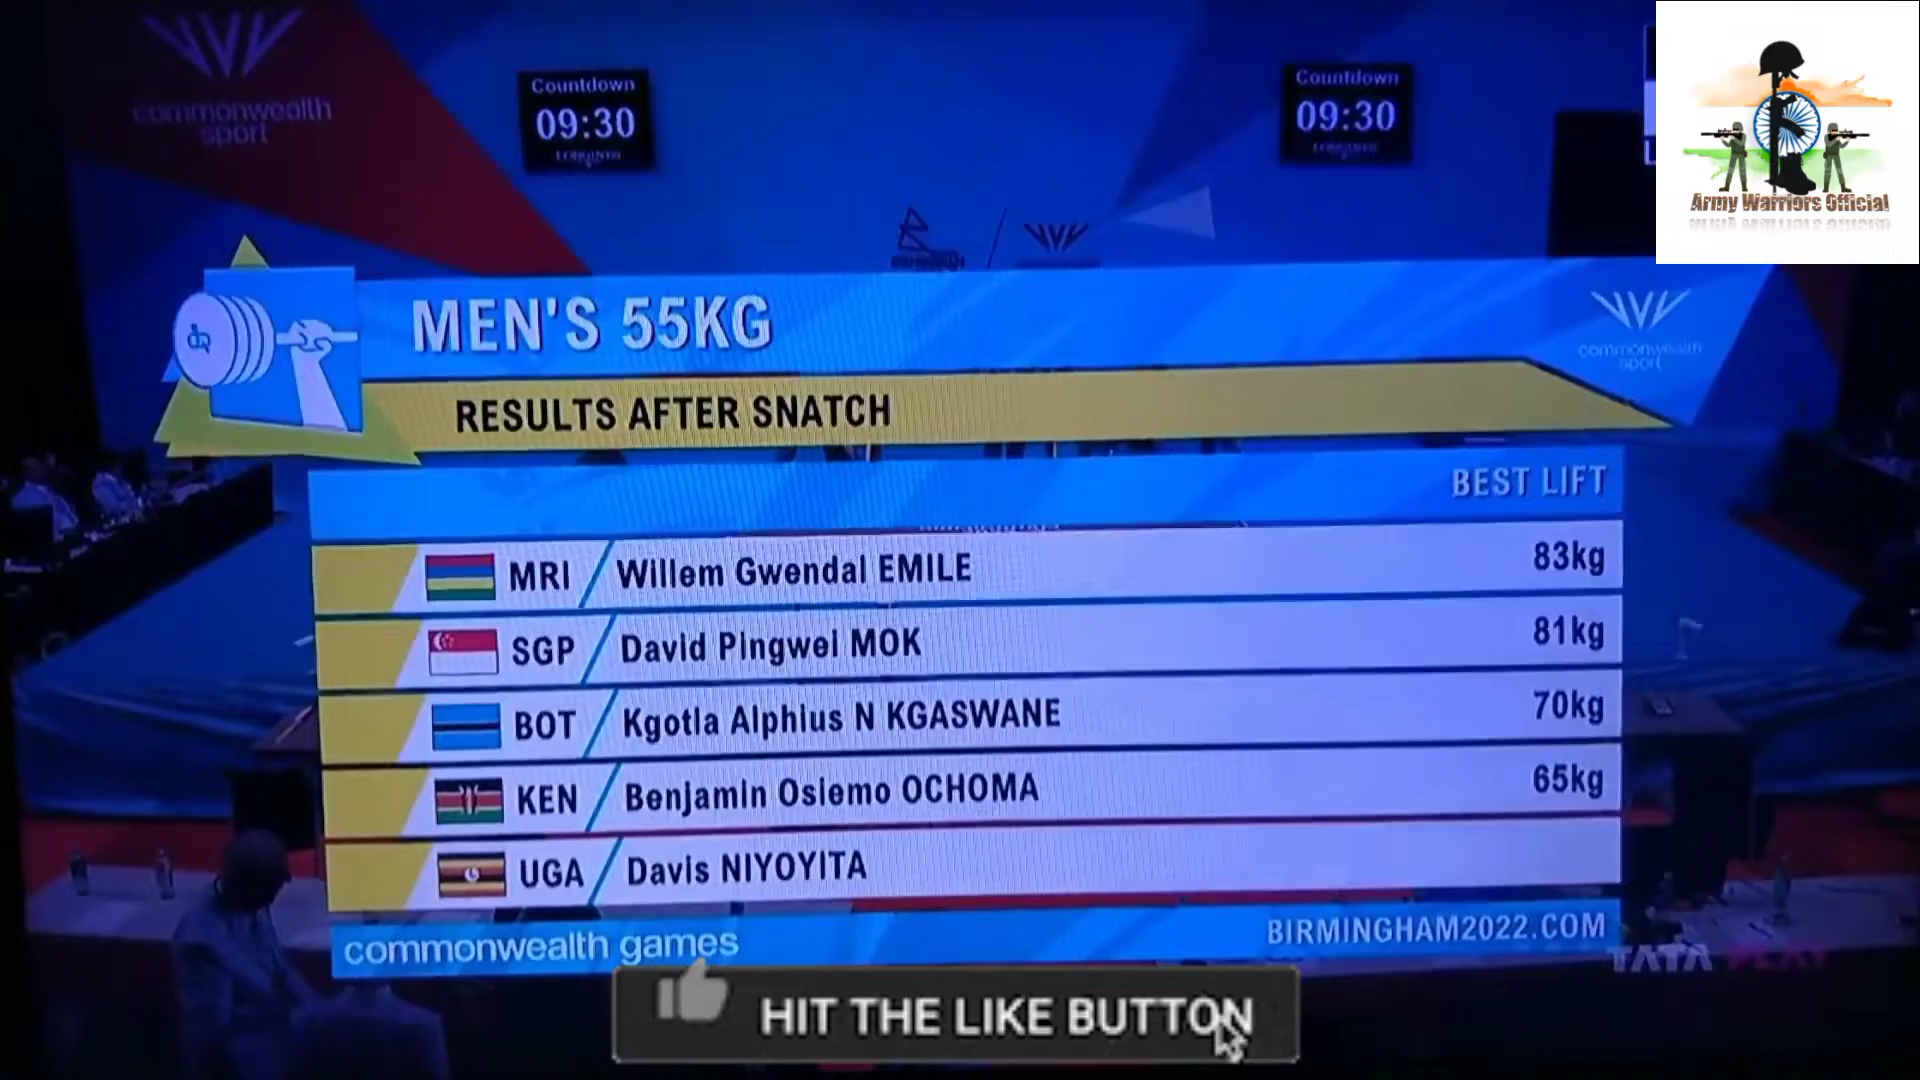 commonwealth
sport
Countdown
09:30
LONGINES
Countdown
09:30
Army Warriors Official
MEN'S 55KG
commonwealth
sport
RESULTS AFTER SNATCH
BEST LIFT
MRI Willem Gwendal EMILE 83kg
SGP David Pingwei MOK 81kg
BOT Kgotla Alphius N KGASWANE 70kg
KEN Benjamin Osiemo OCHOMA 65kg
UGA Davis NIYOYITA
commonwealth games
BIRMINGHAM2022.COM
TATA PLAY
HIT THE LIKE BUTTON